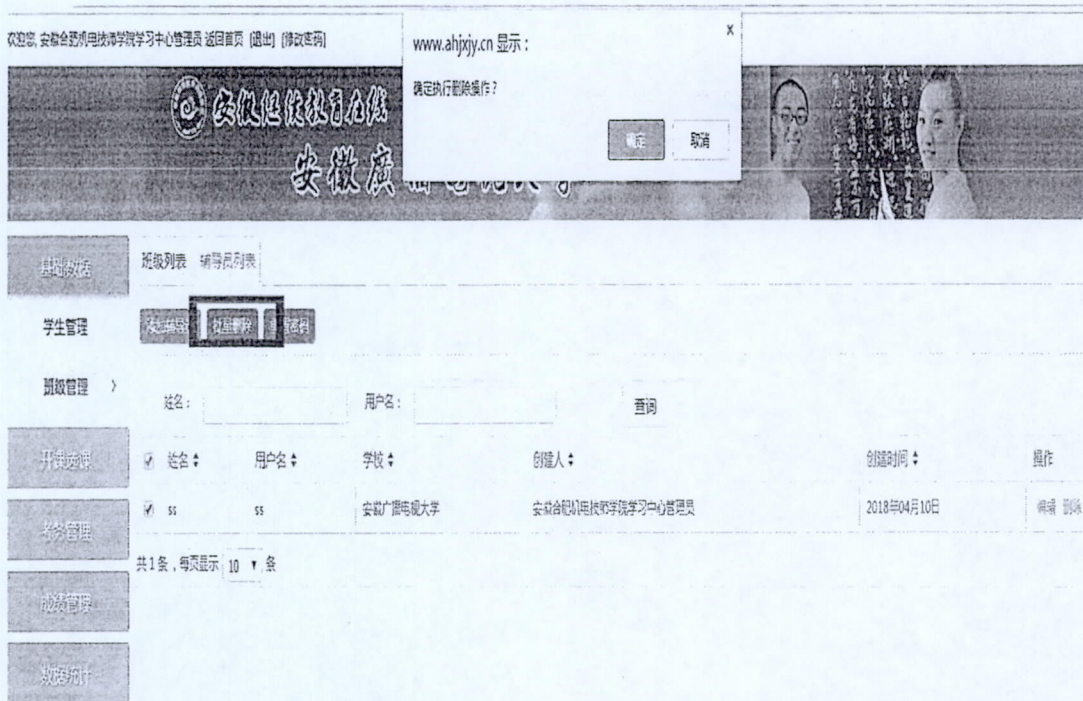 欢迎您, 安徽合肥机电技师学院学习中心管理员 返回首页 [退出] [修改密码]
www.ahjxjy.cn 显示：
x
确定执行删除操作？
确定
取消
安徽继续教育在线
安徽廣
基础数据
班级列表 辅导员列表
学生管理
批量删除
班级管理 >
姓名：
用户名：
查询
开课选课
姓名
用户名
学校
创建人
创建时间
操作
ss
ss
安徽广播电视大学
安徽合肥机电技师学院学习中心管理员
2018年04月10日
编辑 删除
考务管理
共 1 条，每页显示 10 ▼ 条
成绩管理
数据统计